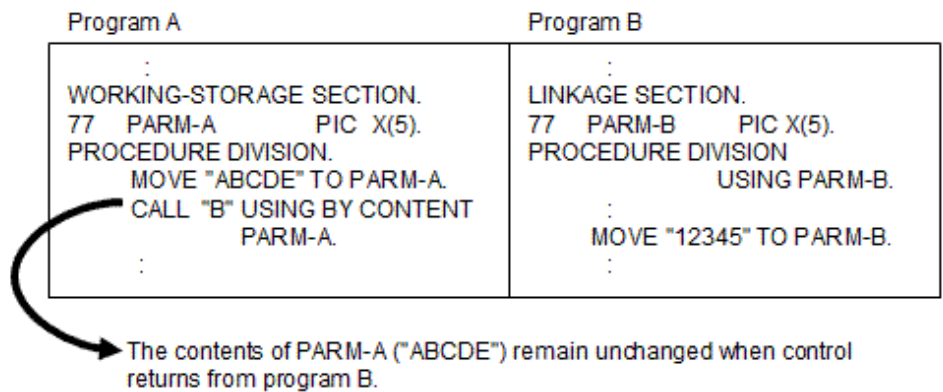 Program A
Program B
:
WORKING-STORAGE SECTION.
77 PARM-A PIC X(5).
PROCEDURE DIVISION.
MOVE "ABCDE" TO PARM-A.
CALL "B" USING BY CONTENT
PARM-A.
:
:
LINKAGE SECTION.
77 PARM-B PIC X(5).
PROCEDURE DIVISION
USING PARM-B.
:
MOVE "12345" TO PARM-B.
:
The contents of PARM-A ("ABCDE") remain unchanged when control
returns from program B.